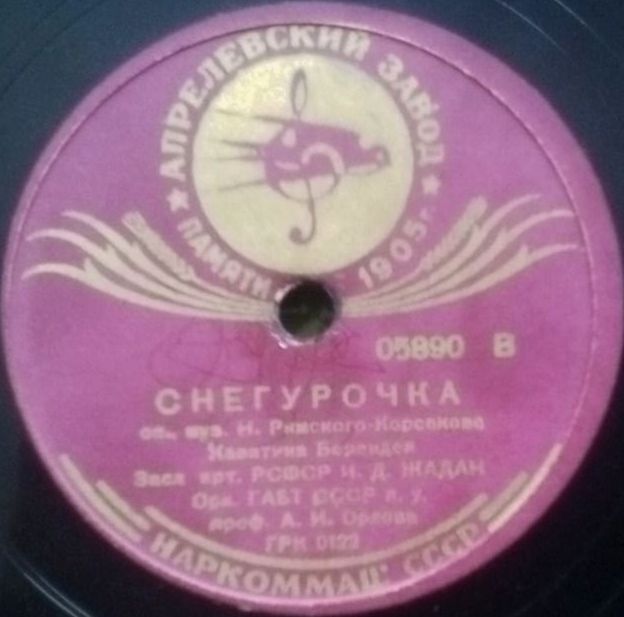 ★ АПРЕЛЕВСКИЙ ЗАВОД ★
ПАМЯТИ 1905 г.
05890 В
СНЕГУРОЧКА
оп. муз. Н. Римского-Корсакова
Каватина Берендея
Засл арт. РСФСР И. Д. ЖАДАН
Орк. ГАБТ СССР п. у.
проф. А. И. Орлова
ГРК 0122
НАРКОММАШ СССР